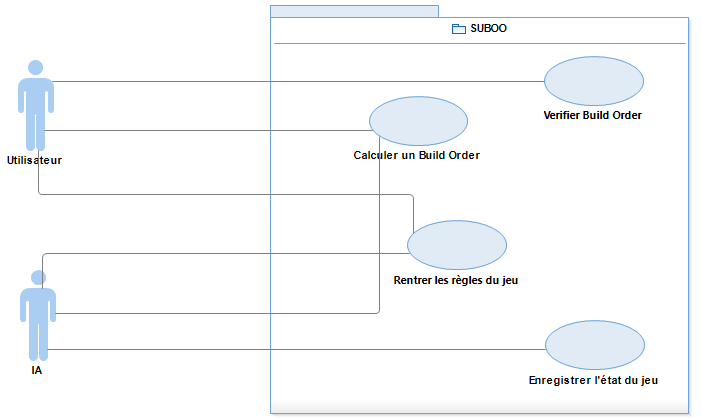 SUBOO
Verifier Build Order
Utilisateur
Calculer un Build Order
Rentrer les règles du jeu
IA
Enregistrer l'état du jeu